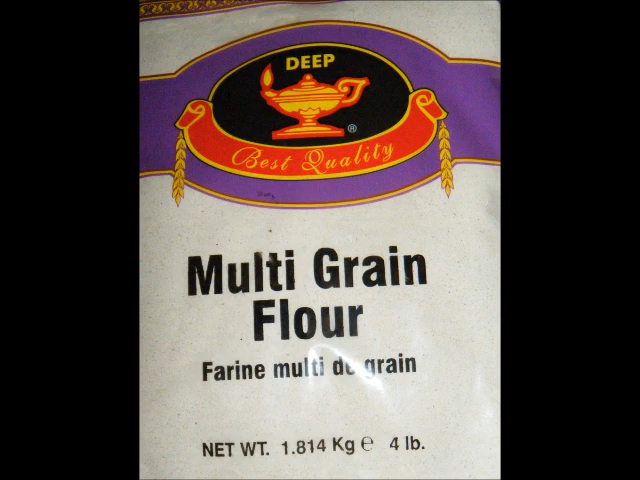 DEEP
®
Best Quality
Multi Grain
Flour
Farine multi de grain
NET WT. 1.814 Kg ℮ 4 lb.